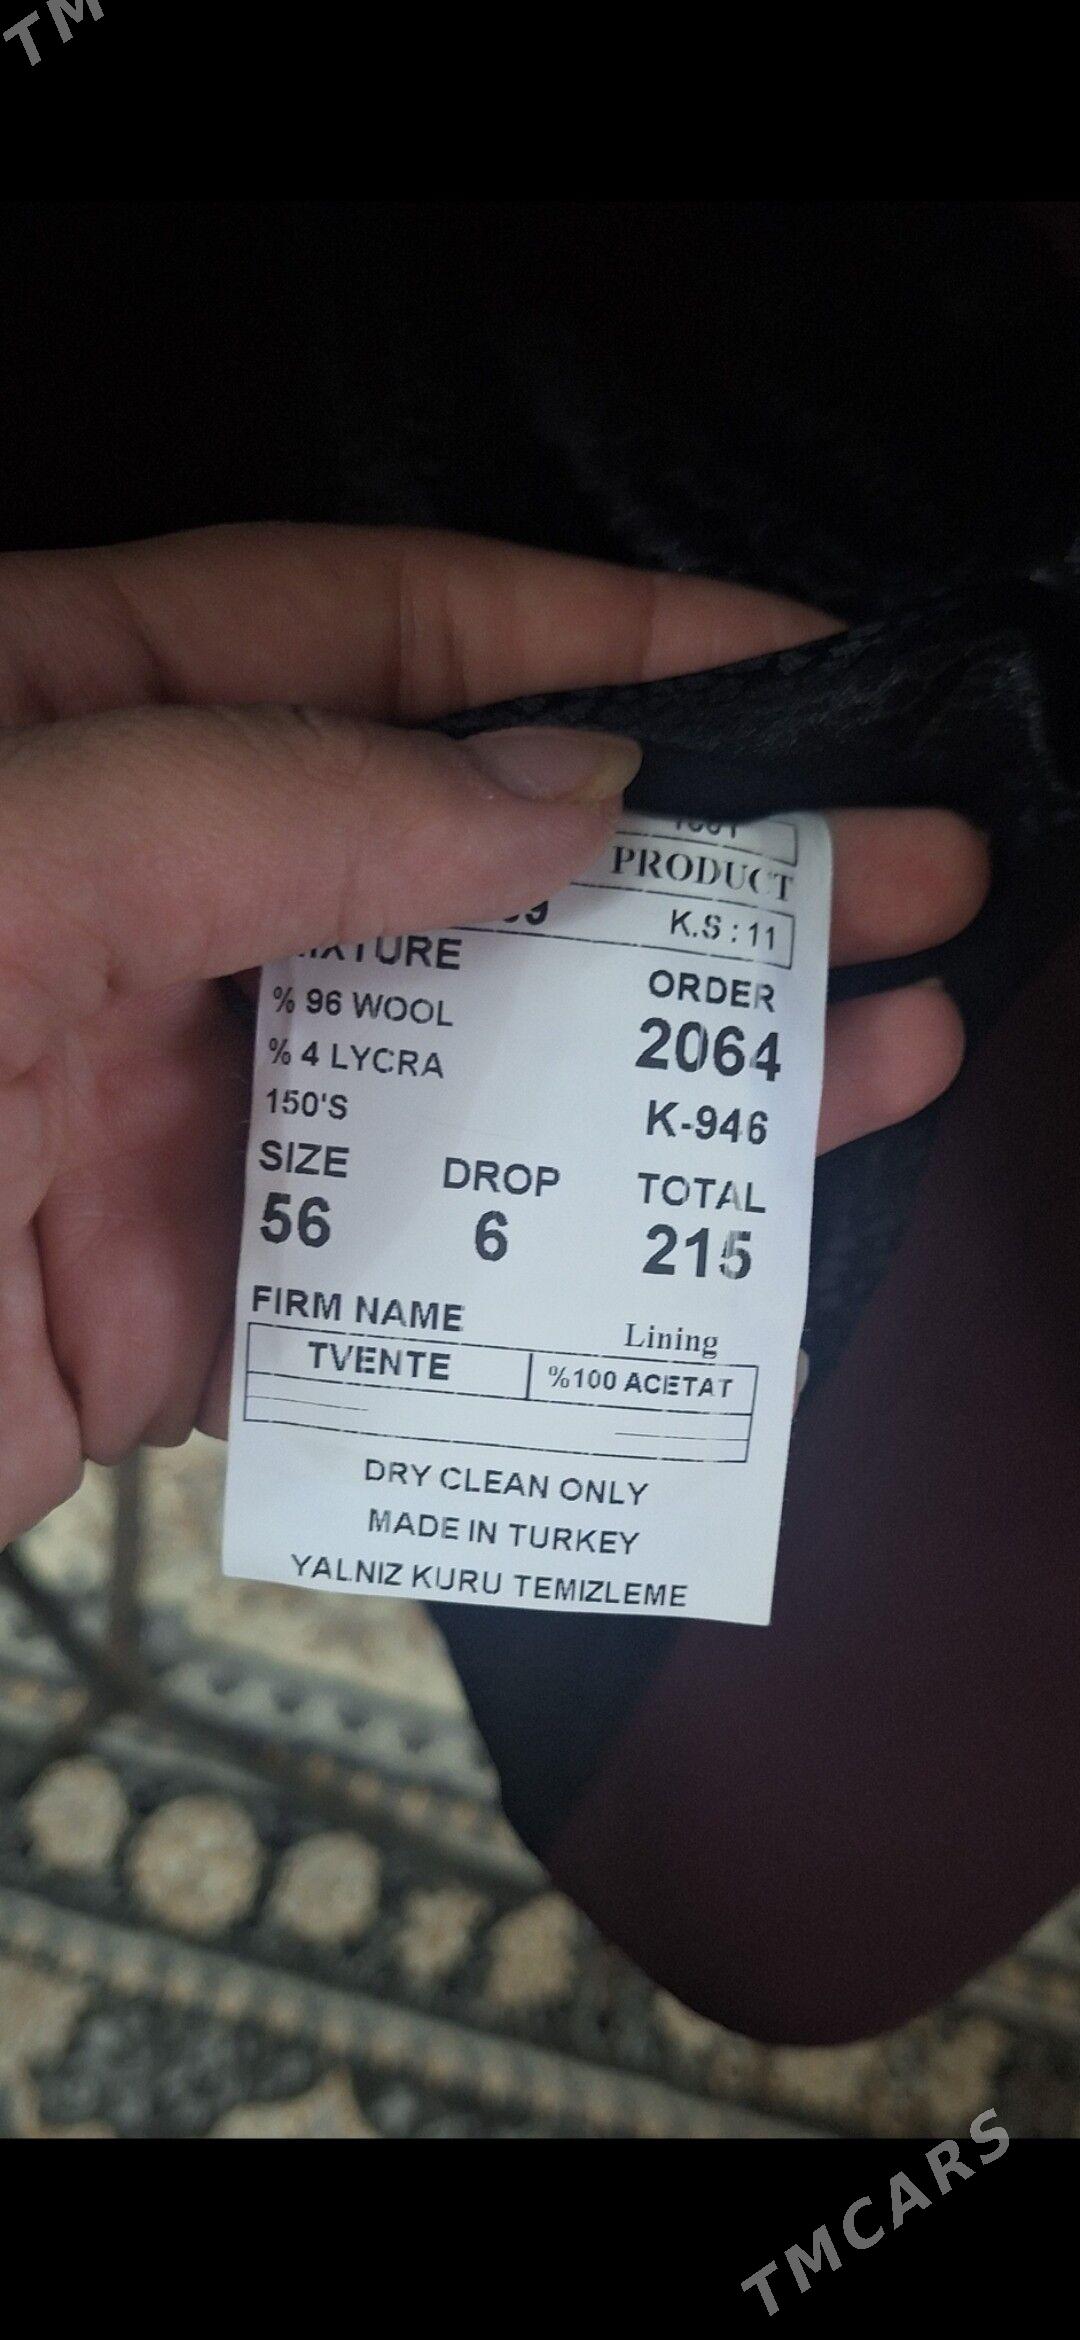 TM
PRODUCT
K.S : 11
% 96 WOOL
% 4 LYCRA
150'S
ORDER
2064
K-946
SIZE DROP TOTAL
56 6 215
FIRM NAME Lining
TVENTE %100 ACETAT
DRY CLEAN ONLY
MADE IN TURKEY
YALNIZ KURU TEMIZLEME
TMCARS